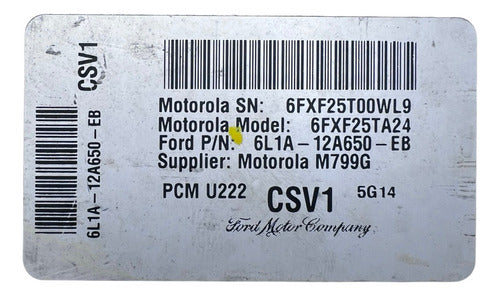 CSV1
6L1A-12A650-EB
Motorola SN: 6FXF25T00WL9
Motorola Model: 6FXF25TA24
Ford P/N: 6L1A-12A650-EB
Supplier: Motorola M799G
PCM U222 CSV1 5G14
Ford Motor Company